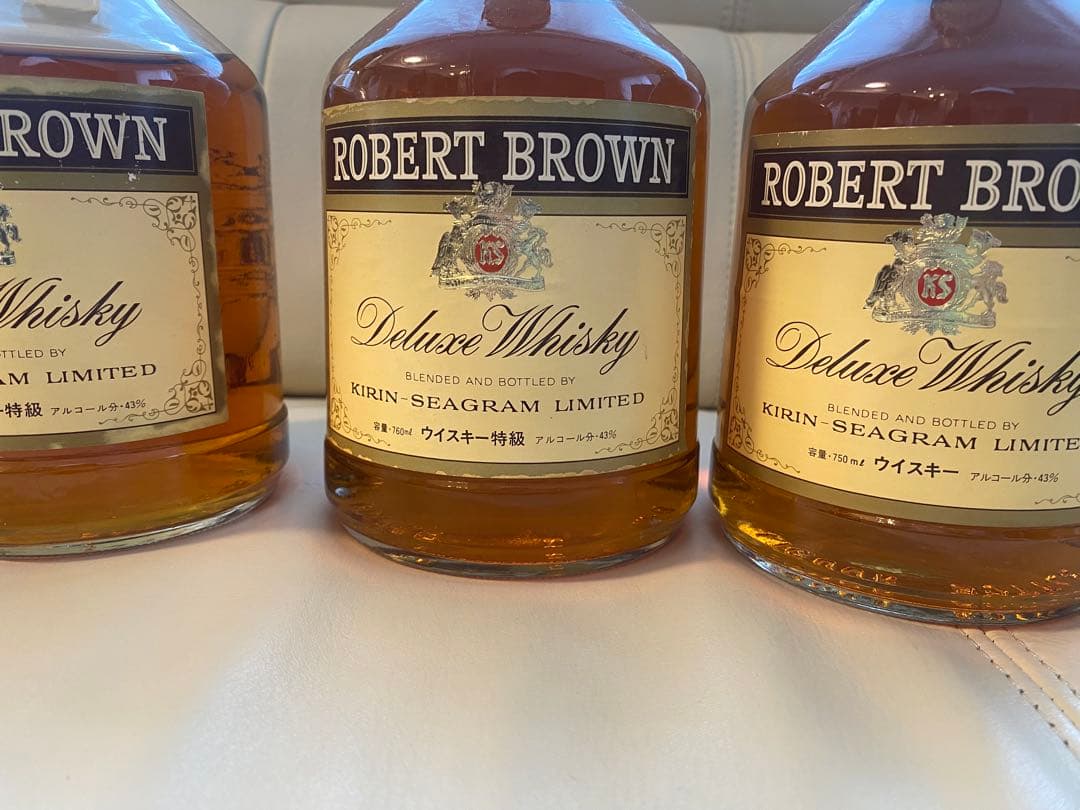 ROWN
Whisky
TTLED BY
AM LIMITED
ー特級 アルコール分·43%
ROBERT BROWN
KS
Deluxe Whisky
BLENDED AND BOTTLED BY
KIRIN-SEAGRAM LIMITED
容量·760mℓ ウイスキー特級 アルコール分·43%
ROBERT BRO
KS
Deluxe Whisky
BLENDED AND BOTTLED BY
KIRIN-SEAGRAM LIMITE
容量·750mℓ ウイスキー アルコール分·43%